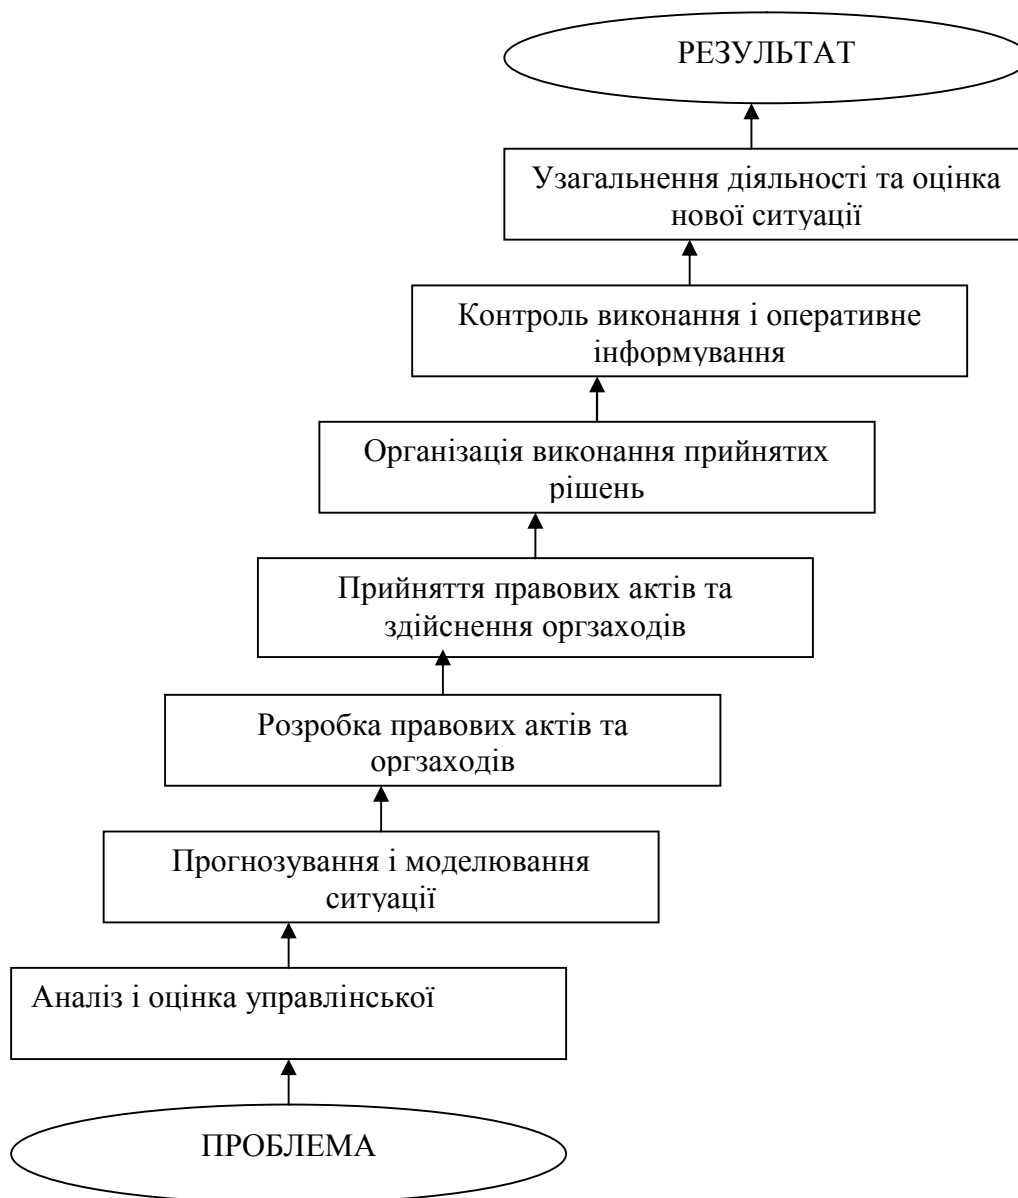 РЕЗУЛЬТАТ
Узагальнення діяльності та оцінка
нової ситуації
Контроль виконання і оперативне
інформування
Організація виконання прийнятих
рішень
Прийняття правових актів та
здійснення оргзаходів
Розробка правових актів та
оргзаходів
Прогнозування і моделювання
ситуації
Аналіз і оцінка управлінської
ПРОБЛЕМА